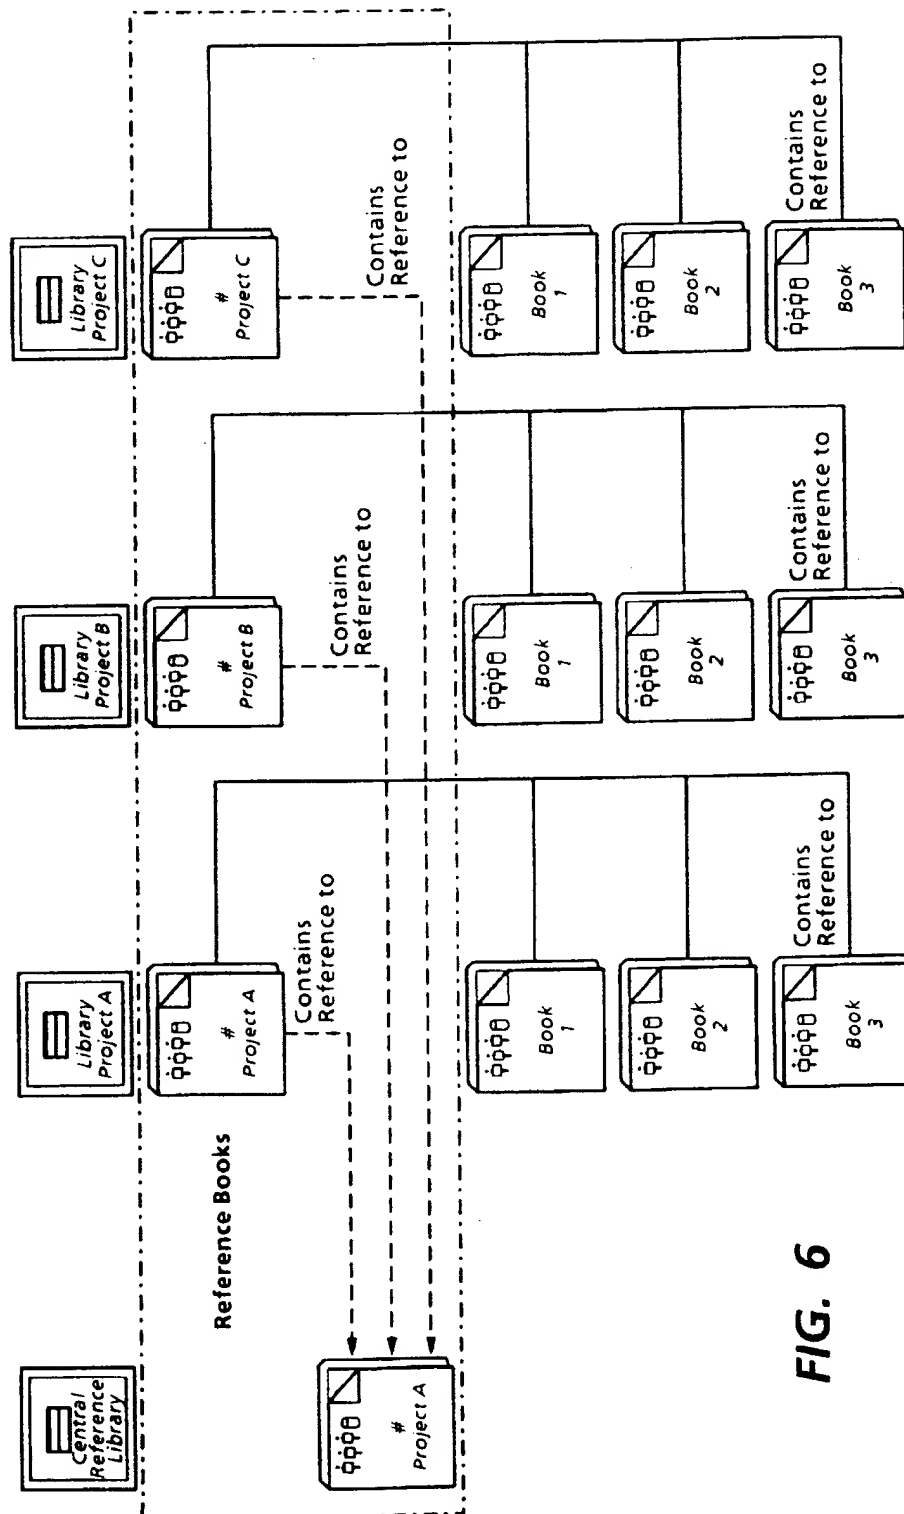 Central
Reference
Library
Library
Project A
Library
Project B
Library
Project C
Reference Books
#
Project A
#
Project B
#
Project C
Contains
Reference to
Contains
Reference to
Contains
Reference to
#
Project A
Book
1
Book
1
Book
1
Book
2
Book
2
Book
2
Contains
Reference to
Contains
Reference to
Contains
Reference to
Book
3
Book
3
Book
3
FIG. 6